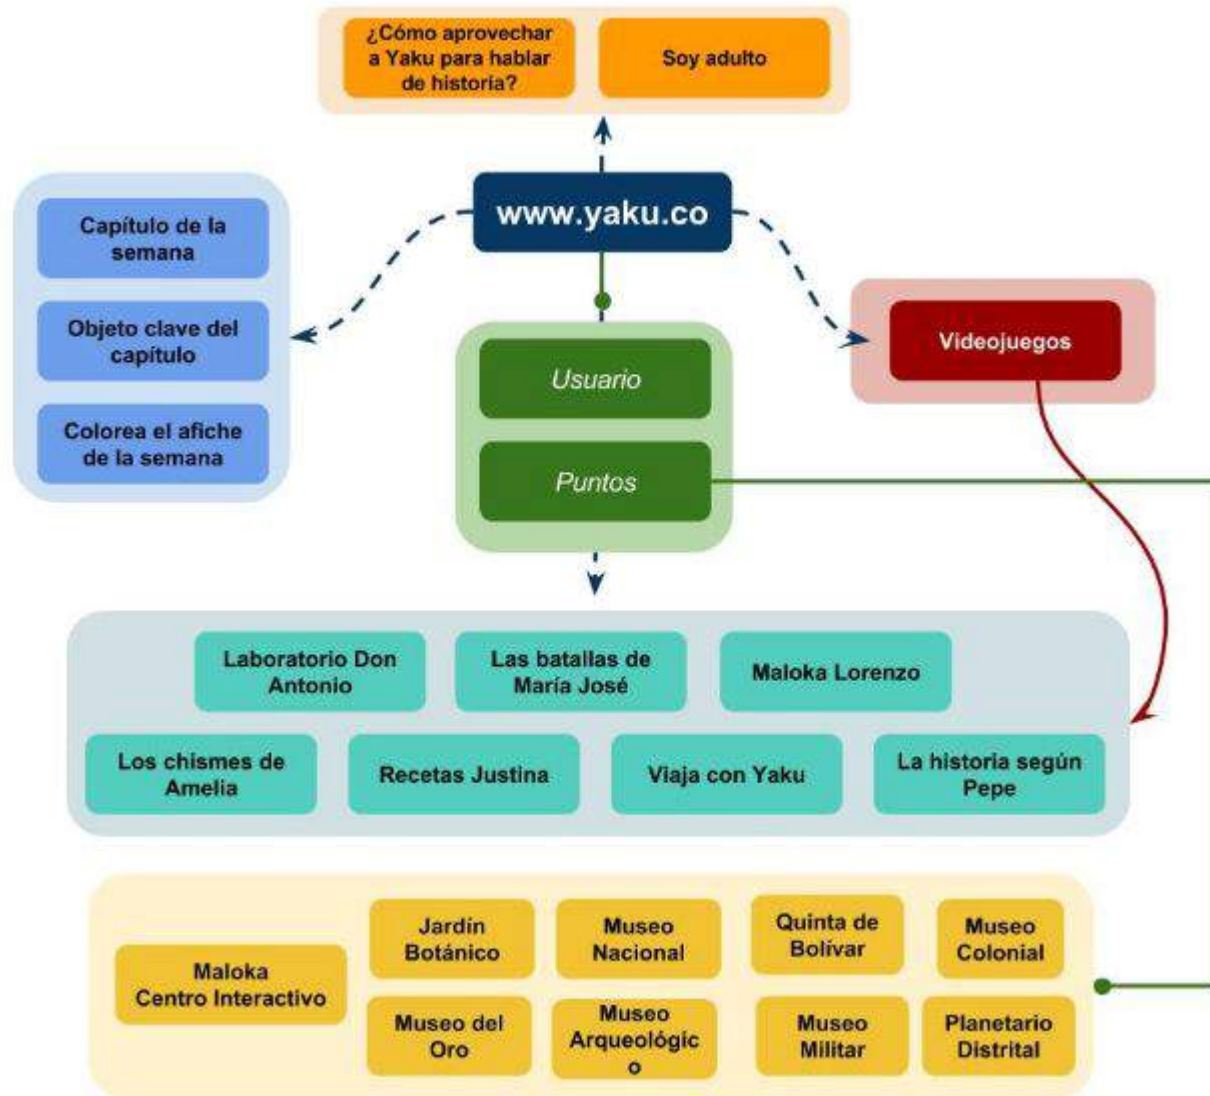 ¿Cómo aprovechar
a Yaku para hablar
de historia?
Soy adulto
www.yaku.co
Capítulo de la
semana
Objeto clave del
capítulo
Colorea el afiche
de la semana
Usuario
Puntos
Videojuegos
Laboratorio Don
Antonio
Las batallas de
María José
Maloka Lorenzo
Los chismes de
Amelia
Recetas Justina
Viaja con Yaku
La historia según
Pepe
Maloka
Centro Interactivo
Jardín
Botánico
Museo
Nacional
Quinta de
Bolívar
Museo
Colonial
Museo del
Oro
Museo
Arqueológic
o
Museo
Militar
Planetario
Distrital